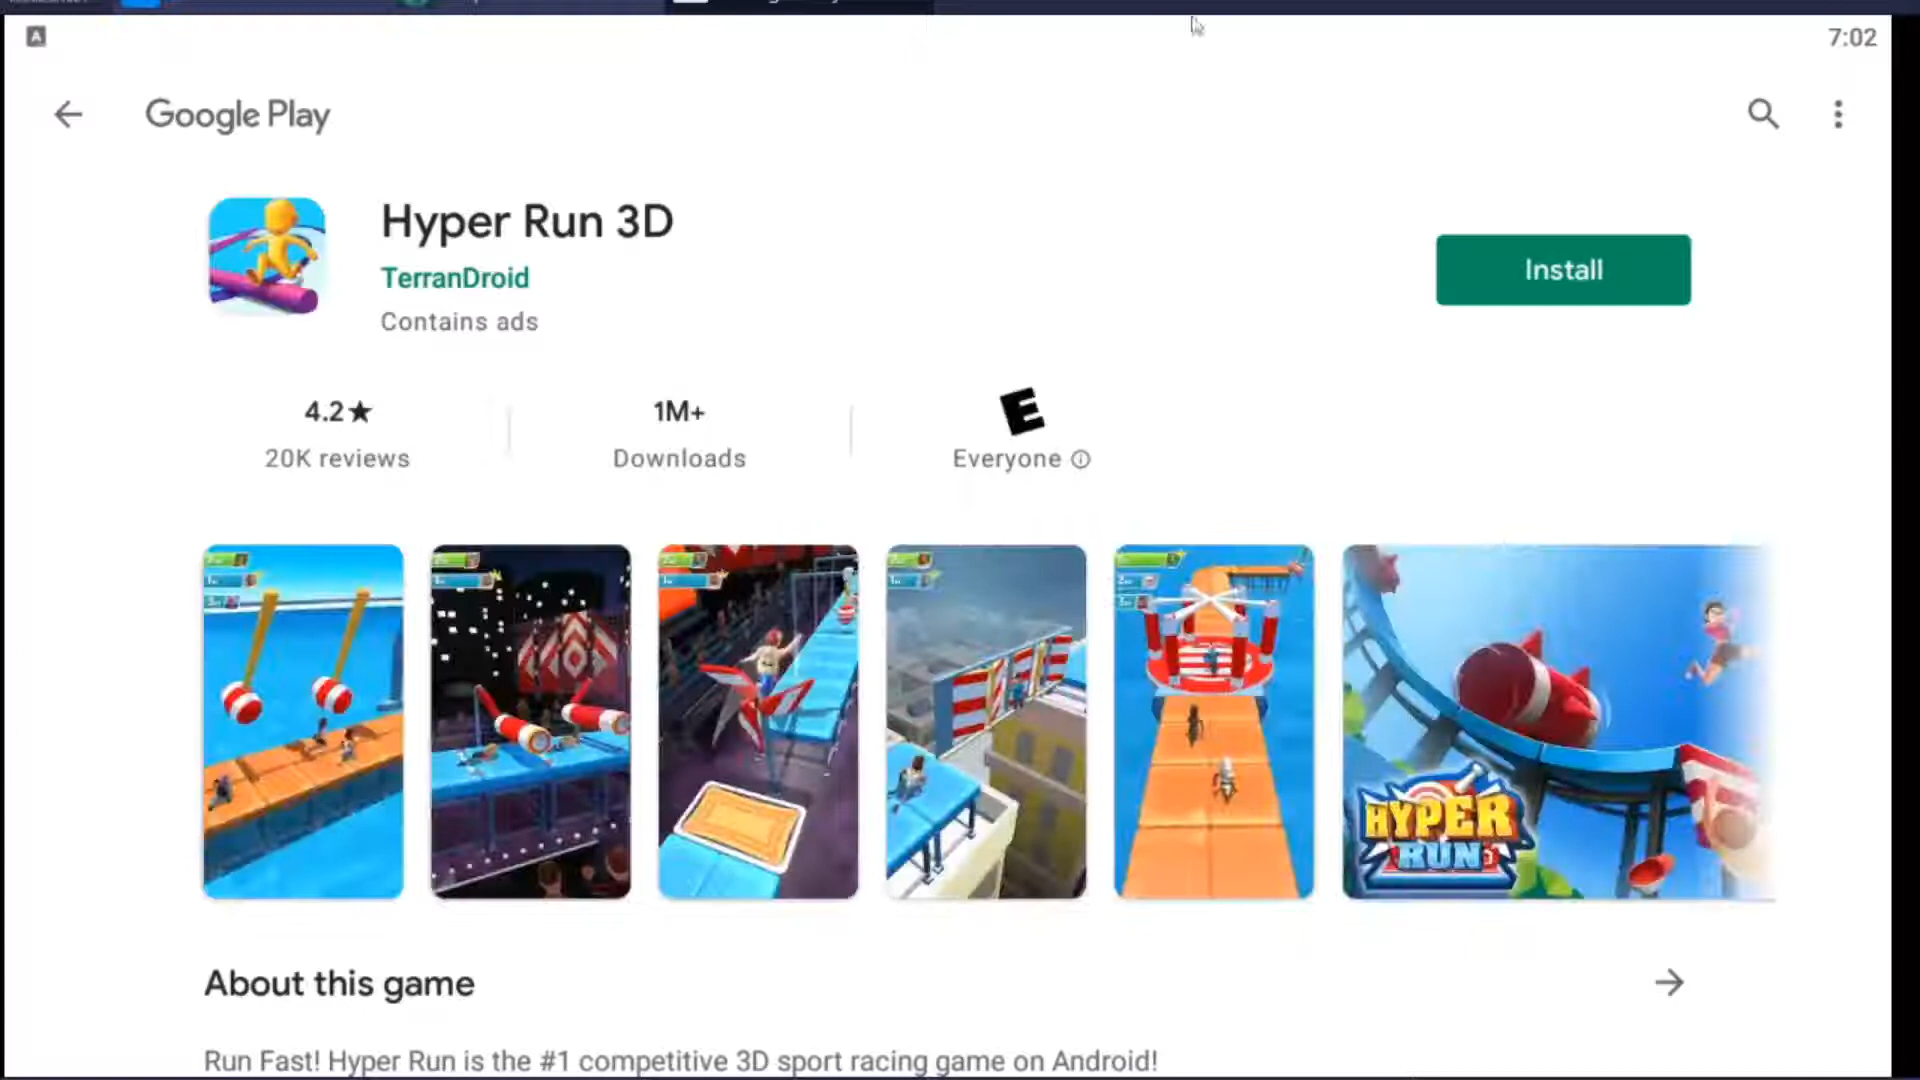 A
7:02
Google Play
Hyper Run 3D
TerranDroid
Contains ads
Install
4.2★
1M+
E
20K reviews
Downloads
Everyone
HYPER
RUN
About this game
Run Fast! Hyper Run is the #1 competitive 3D sport racing game on Android!